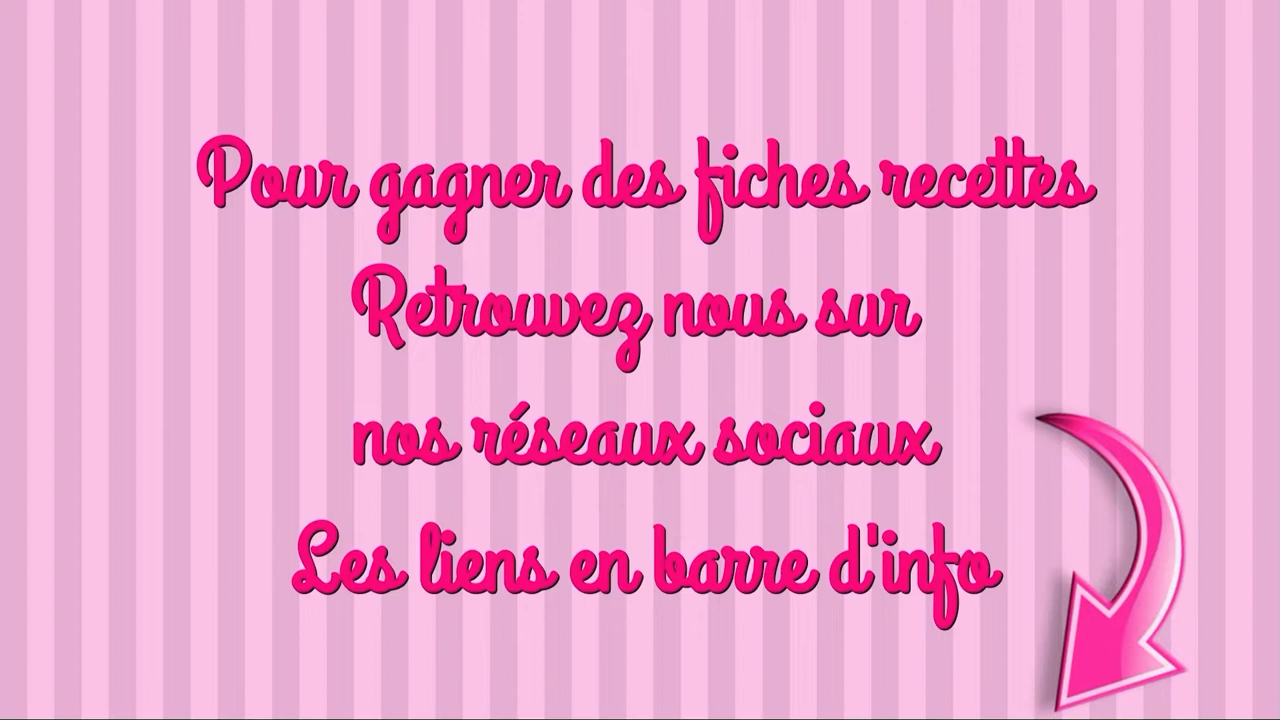 Pour gagner des fiches recettes
Retrouvez nous sur
nos réseaux sociaux
Les liens en barre d'info